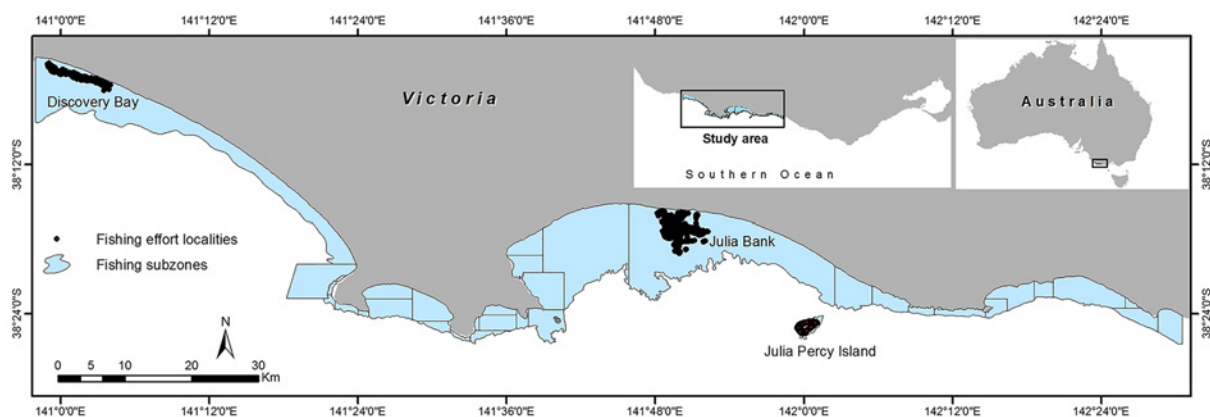 141°0'0"E 141°12'0"E 141°24'0"E 141°36'0"E 141°48'0"E 142°0'0"E 142°12'0"E 142°24'0"E
Discovery Bay
Victoria
Australia
Study area
Southern Ocean
38°12'0"S 38°12'0"S
Fishing effort localities
Fishing subzones
Julia Bank
38°24'0"S 38°24'0"S
N
Julia Percy Island
0 5 10 20 30
Km
141°0'0"E 141°12'0"E 141°24'0"E 141°36'0"E 141°48'0"E 142°0'0"E 142°12'0"E 142°24'0"E